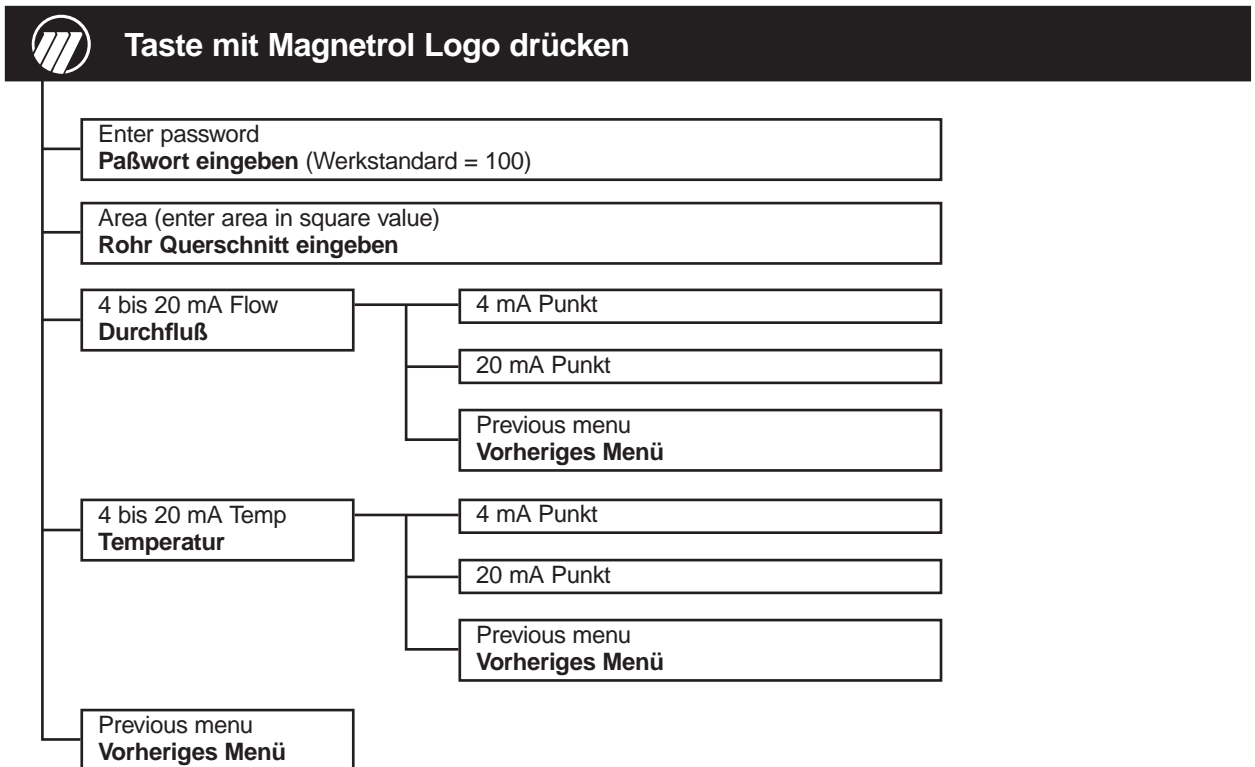 Taste mit Magnetrol Logo drücken
Enter password
Paßwort eingeben (Werkstandard = 100)
Area (enter area in square value)
Rohr Querschnitt eingeben
4 bis 20 mA Flow
Durchfluß
4 mA Punkt
20 mA Punkt
Previous menu
Vorheriges Menü
4 bis 20 mA Temp
Temperatur
4 mA Punkt
20 mA Punkt
Previous menu
Vorheriges Menü
Previous menu
Vorheriges Menü